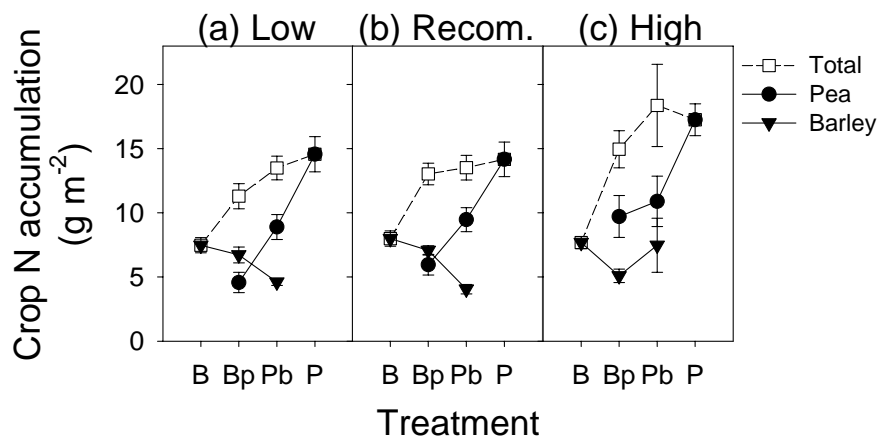 (a) Low (b) Recom. (c) High
Crop N accumulation
(g m⁻²)
20
15
10
5
0
Total
Pea
Barley
B Bp Pb P B Bp Pb P B Bp Pb P
Treatment